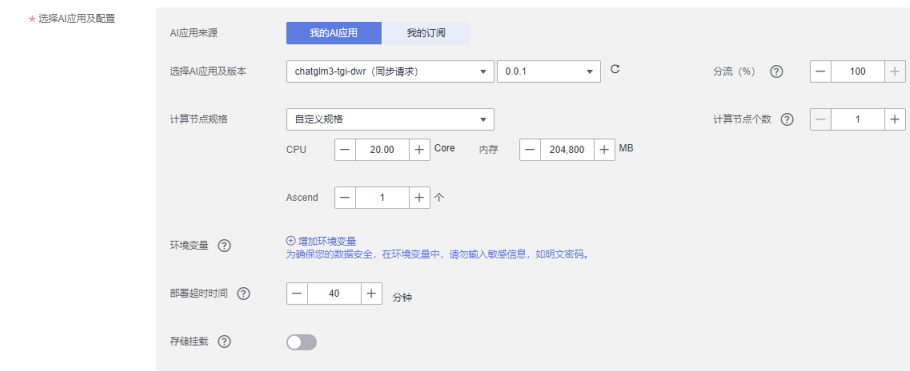 * 选择AI应用及配置
AI应用来源 我的AI应用 我的订阅
选择AI应用及版本 chatglm3-tgi-dwr（同步请求） 0.0.1 分流（%） ? — 100 +
计算节点规格 自定义规格 计算节点个数 ? — 1 +
CPU — 20.00 + Core 内存 — 204,800 + MB
Ascend — 1 + 个
环境变量 ? ⊕ 增加环境变量
为确保您的数据安全，在环境变量中，请勿输入敏感信息，如明文密码。
部署超时时间 ? — 40 + 分钟
存储挂载 ?